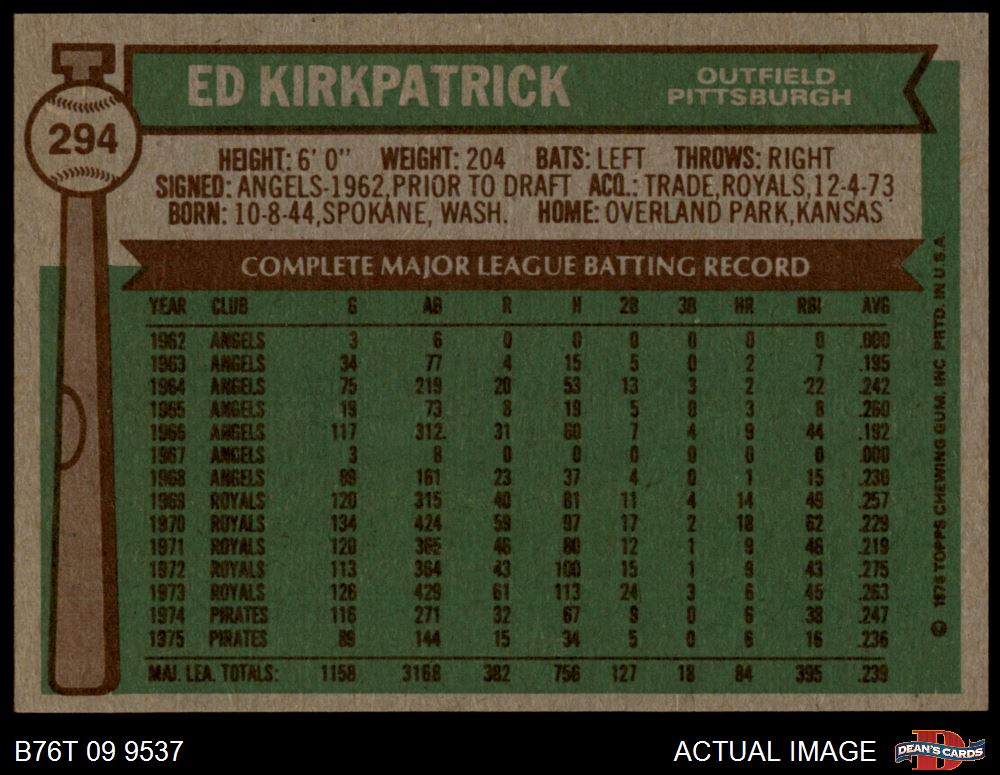 ED KIRKPATRICK
OUTFIELD
PITTSBURGH
294
HEIGHT: 6' 0" WEIGHT: 204 BATS: LEFT THROWS: RIGHT
SIGNED: ANGELS-1962, PRIOR TO DRAFT ACQ.: TRADE, ROYALS, 12-4-73
BORN: 10-8-44, SPOKANE, WASH. HOME: OVERLAND PARK, KANSAS
COMPLETE MAJOR LEAGUE BATTING RECORD
YEAR CLUB G AB R H 2B 3B HR RBI AVG
1962 ANGELS 3 6 0 0 0 0 0 0 .000
1963 ANGELS 34 77 4 15 5 0 2 7 .195
1964 ANGELS 75 219 20 53 13 3 2 22 .242
1965 ANGELS 19 73 8 19 5 0 3 8 .260
1966 ANGELS 117 312 31 60 7 4 9 44 .192
1967 ANGELS 3 8 0 0 0 0 0 0 .000
1968 ANGELS 89 161 23 37 4 0 1 15 .230
1969 ROYALS 120 315 40 81 11 4 14 49 .257
1970 ROYALS 134 424 59 97 17 2 18 62 .229
1971 ROYALS 120 365 46 80 12 1 9 46 .219
1972 ROYALS 113 364 43 100 15 1 9 43 .275
1973 ROYALS 126 429 61 113 24 3 6 45 .263
1974 PIRATES 116 271 32 67 9 0 6 38 .247
1975 PIRATES 89 144 15 34 5 0 6 16 .236
MAJ. LEA. TOTALS: 1158 3168 382 756 127 18 84 395 .239
© 1976 TOPPS CHEWING GUM, INC PRTD. IN U.S.A.
B76T 09 9537
ACTUAL IMAGE
DEAN'S CARDS